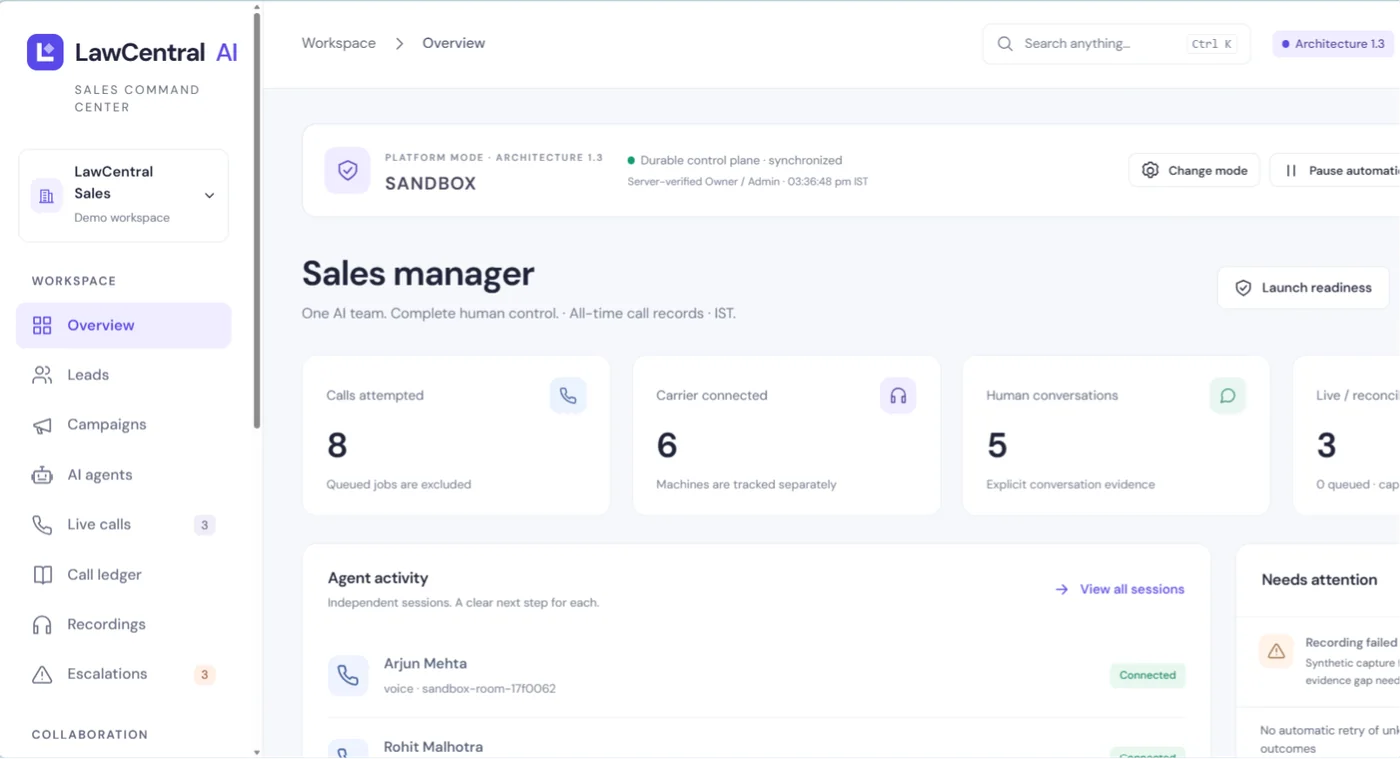 LawCentral AI
SALES COMMAND
CENTER
LawCentral
Sales
Demo workspace
WORKSPACE
Overview
Leads
Campaigns
AI agents
Live calls 3
Call ledger
Recordings
Escalations 3
COLLABORATION
Workspace > Overview
Search anything... Ctrl K
Architecture 1.3
PLATFORM MODE · ARCHITECTURE 1.3
SANDBOX
Durable control plane · synchronized
Server-verified Owner / Admin · 03:36:48 pm IST
Change mode
Pause automati
Sales manager
One AI team. Complete human control. · All-time call records · IST.
Launch readiness
Calls attempted
8
Queued jobs are excluded
Carrier connected
6
Machines are tracked separately
Human conversations
5
Explicit conversation evidence
Live / reconci
3
0 queued · cap
Agent activity
Independent sessions. A clear next step for each.
View all sessions
Arjun Mehta
voice · sandbox-room-17f0062
Connected
Rohit Malhotra
Connected
Needs attention
Recording failed
Synthetic capture
evidence gap need
No automatic retry of unk
outcomes